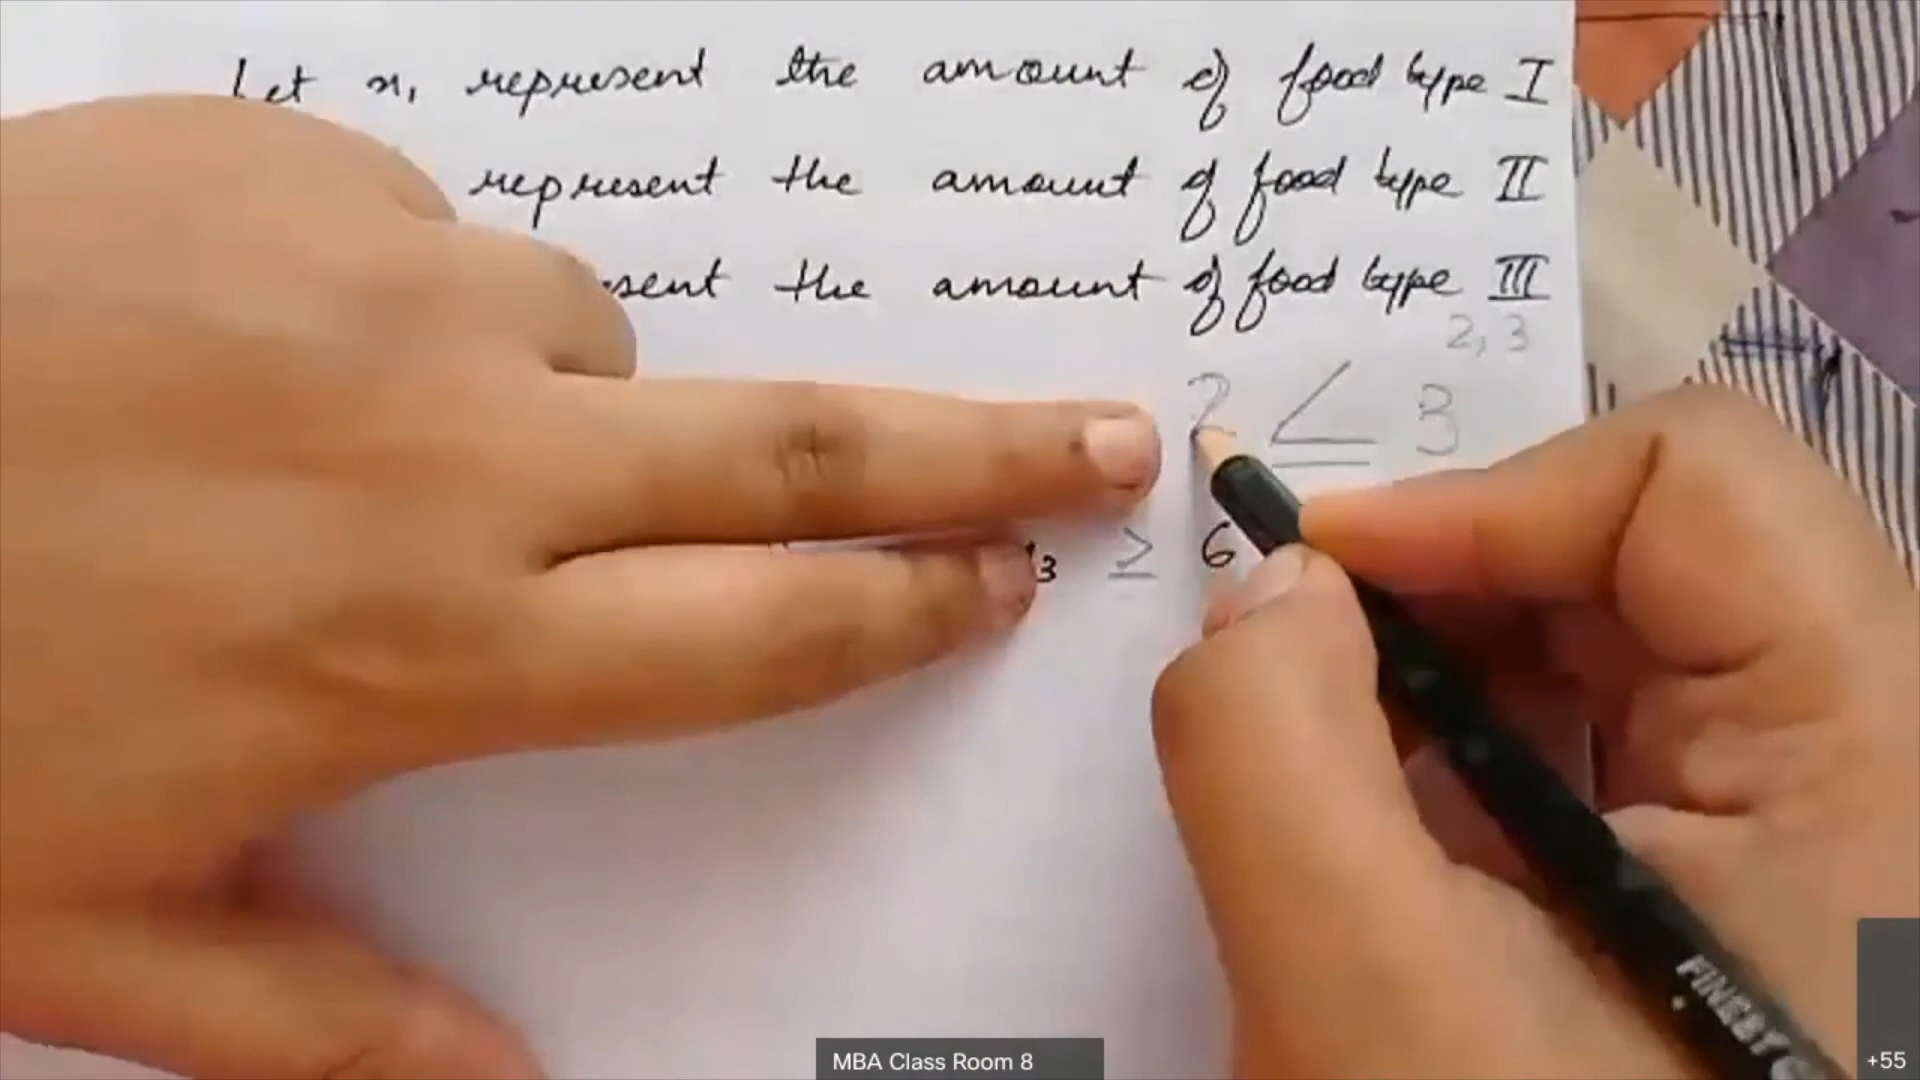 Let x₁ represent the amount of food type I
represent the amount of food type II
the amount of food type III
2, 3
2 ≤ 3
₃ ≥ 6
MBA Class Room 8
+55